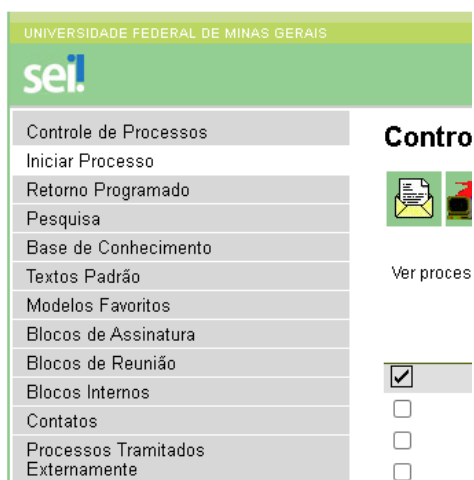 UNIVERSIDADE FEDERAL DE MINAS GERAIS
sei!
Controle de Processos
Iniciar Processo
Retorno Programado
Pesquisa
Base de Conhecimento
Textos Padrão
Modelos Favoritos
Blocos de Assinatura
Blocos de Reunião
Blocos Internos
Contatos
Processos Tramitados
Externamente
Contro
Ver proces